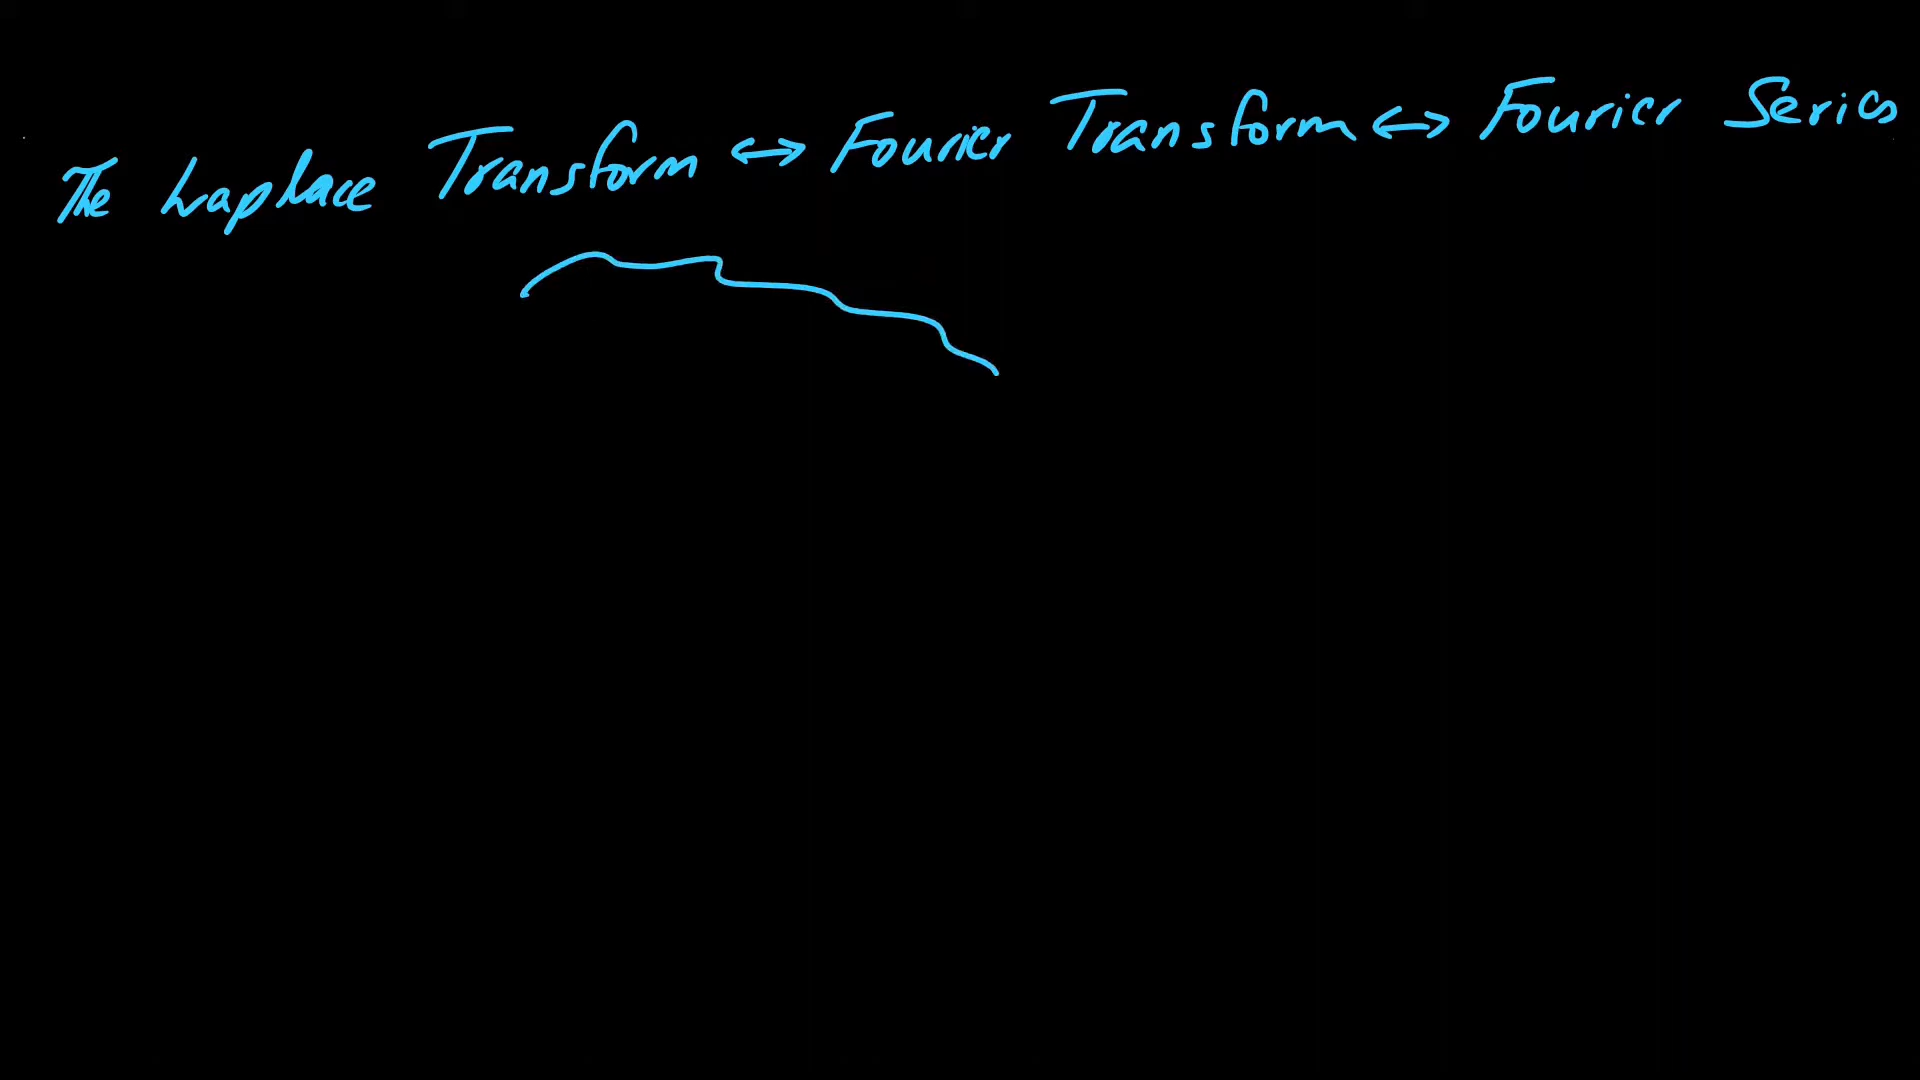 The Laplace Transform ↔ Fourier Transform ↔ Fourier Series